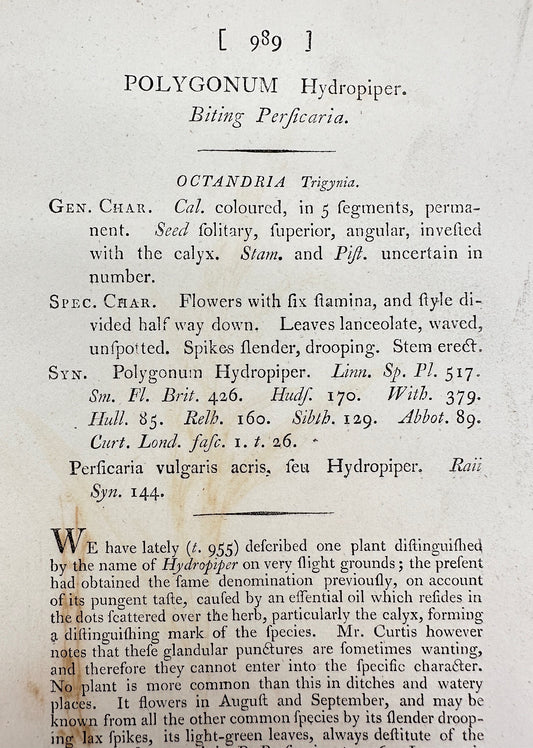 [ 989 ]
POLYGONUM Hydropiper.
Biting Perſicaria.
OCTANDRIA Trigynia.
GEN. CHAR. Cal. coloured, in 5 ſegments, perma-
nent. Seed ſolitary, ſuperior, angular, inveſted
with the calyx. Stam. and Piſt. uncertain in
number.
SPEC. CHAR. Flowers with ſix ſtamina, and ſtyle di-
vided half way down. Leaves lanceolate, waved,
unſpotted. Spikes ſlender, drooping. Stem erect.
SYN. Polygonum Hydropiper. Linn. Sp. Pl. 517.
Sm. Fl. Brit. 426. Hudſ. 170. With. 379.
Hull. 85. Relh. 160. Sibth. 129. Abbot. 89.
Curt. Lond. faſc. 1. t. 26.
Perſicaria vulgaris acris, ſeu Hydropiper. Raii
Syn. 144.
WE have lately (t. 955) deſcribed one plant diſtinguiſhed
by the name of Hydropiper on very ſlight grounds; the preſent
had obtained the ſame denomination previouſly, on account
of its pungent taſte, cauſed by an eſſential oil which reſides in
the dots ſcattered over the herb, particularly the calyx, forming
a diſtinguiſhing mark of the ſpecies. Mr. Curtis however
notes that theſe glandular punctures are ſometimes wanting,
and therefore they cannot enter into the ſpecific character.
No plant is more common than this in ditches and watery
places. It flowers in Auguſt and September, and may be
known from all the other common ſpecies by its ſlender droop-
ing lax ſpikes, its light-green leaves, always deſtitute of the